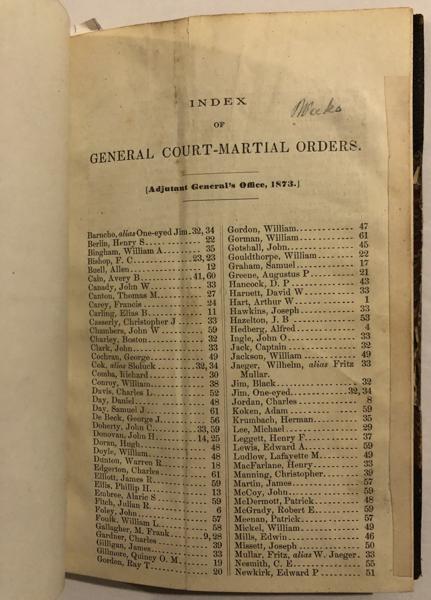 Weeks
INDEX
OF
GENERAL COURT-MARTIAL ORDERS.
[Adjutant General's Office, 1873.]
Baracho, alias One-eyed Jim. 32, 34
Berlin, Henry S. 22
Bingham, William A. 35
Bishop, F. C. 23, 23
Buell, Allen 12
Cain, Avery B. 41, 60
Canady, John W. 33
Canton, Thomas M. 27
Carey, Francis 24
Carling, Elias B. 11
Casserly, Christopher J. 33
Chambers, John W. 59
Charley, Boston 32
Clark, John 33
Cochran, George 49
Cok, alias Sloluck 32, 34
Combs, Richard 30
Conroy, William 38
Davis, Charles L. 52
Day, Daniel 48
Day, Samuel J. 61
De Beck, George J. 56
Doherty, John C. 33, 59
Donovan, John H. 14, 25
Doran, Hugh 48
Doyle, William 48
Dunton, Warren R. 18
Edgerton, Charles 61
Elliott, James R. 59
Ellis, Phillip H. 13
Embree, Alaric S. 59
Fitch, Julian R. 6
Foley, John 57
Foulk, William L. 58
Gallagher, M. Frank 9, 28
Gardner, Charles 39
Gilligan, James 33
Gillmore, Quincy O. M. 19
Gorden, Ray T. 20
Gordon, William 47
Gorman, William 61
Gotshall, John 45
Gouldthorpe, William 22
Graham, Samuel 17
Greene, Augustus P. 21
Hancock, D. P. 43
Harnett, David W. 33
Hart, Arthur W. 1
Hawkins, Joseph 33
Hazelton, J. B. 53
Hedberg, Alfred 4
Ingle, John O. 33
Jack, Captain 32
Jackson, William 49
Jaeger, Wilhelm, alias Fritz 33
Mullar.
Jim, Black 32
Jim, One-eyed 32, 34
Jordan, Charles 8
Koken, Adam 59
Krumbach, Herman 35
Lee, Michael 29
Leggett, Henry F. 37
Lewis, Edward A. 59
Ludlow, Lafayette M. 49
MacFarlane, Henry 33
Manning, Christopher 39
Martin, James 57
McCoy, John 59
McDermott, Patrick 48
McGrady, Robert E. 59
Meenan, Patrick 57
Mickel, William 49
Mills, Edwin 46
Missett, Joseph 50
Mullar, Fritz, alias W. Jaeger. 33
Nesmith, C. E. 55
Newkirk, Edward P. 51